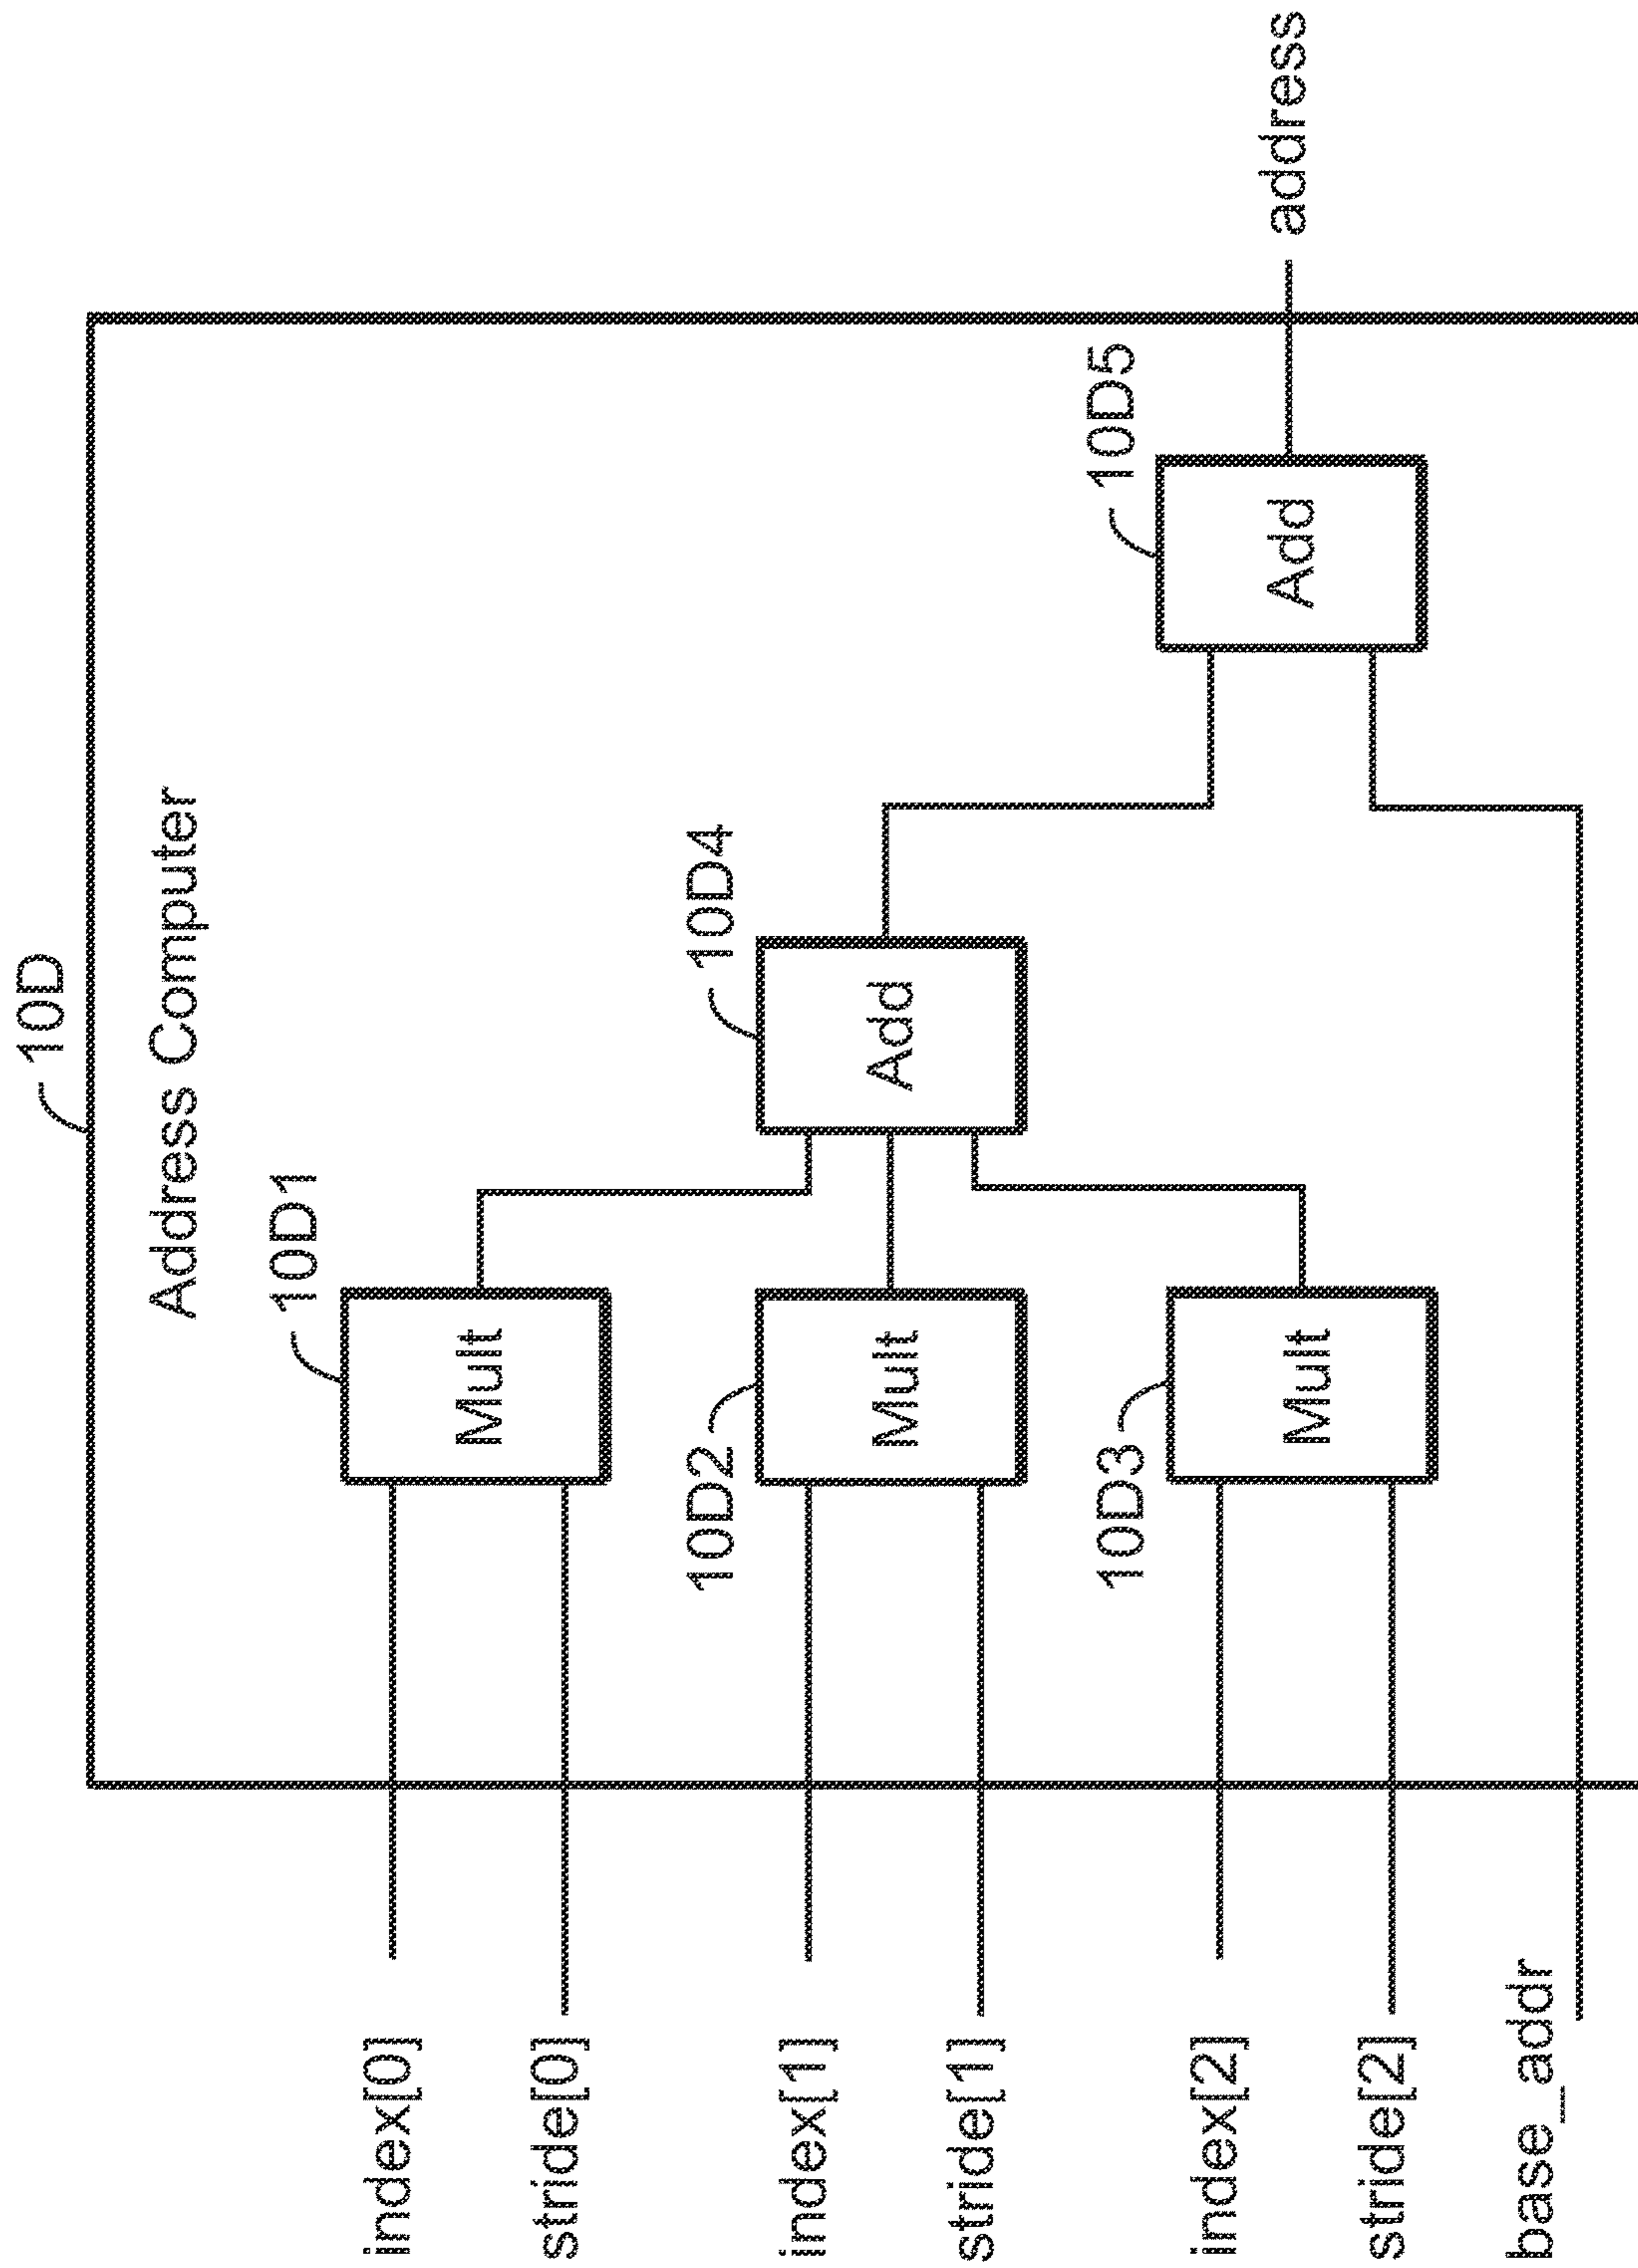 10D
Address Computer
10D1
index[0]
Mult
stride[0]
10D2
10D4
index[1]
Mult
Add
stride[1]
10D3
10D5
index[2]
Mult
Add
address
stride[2]
base_addr